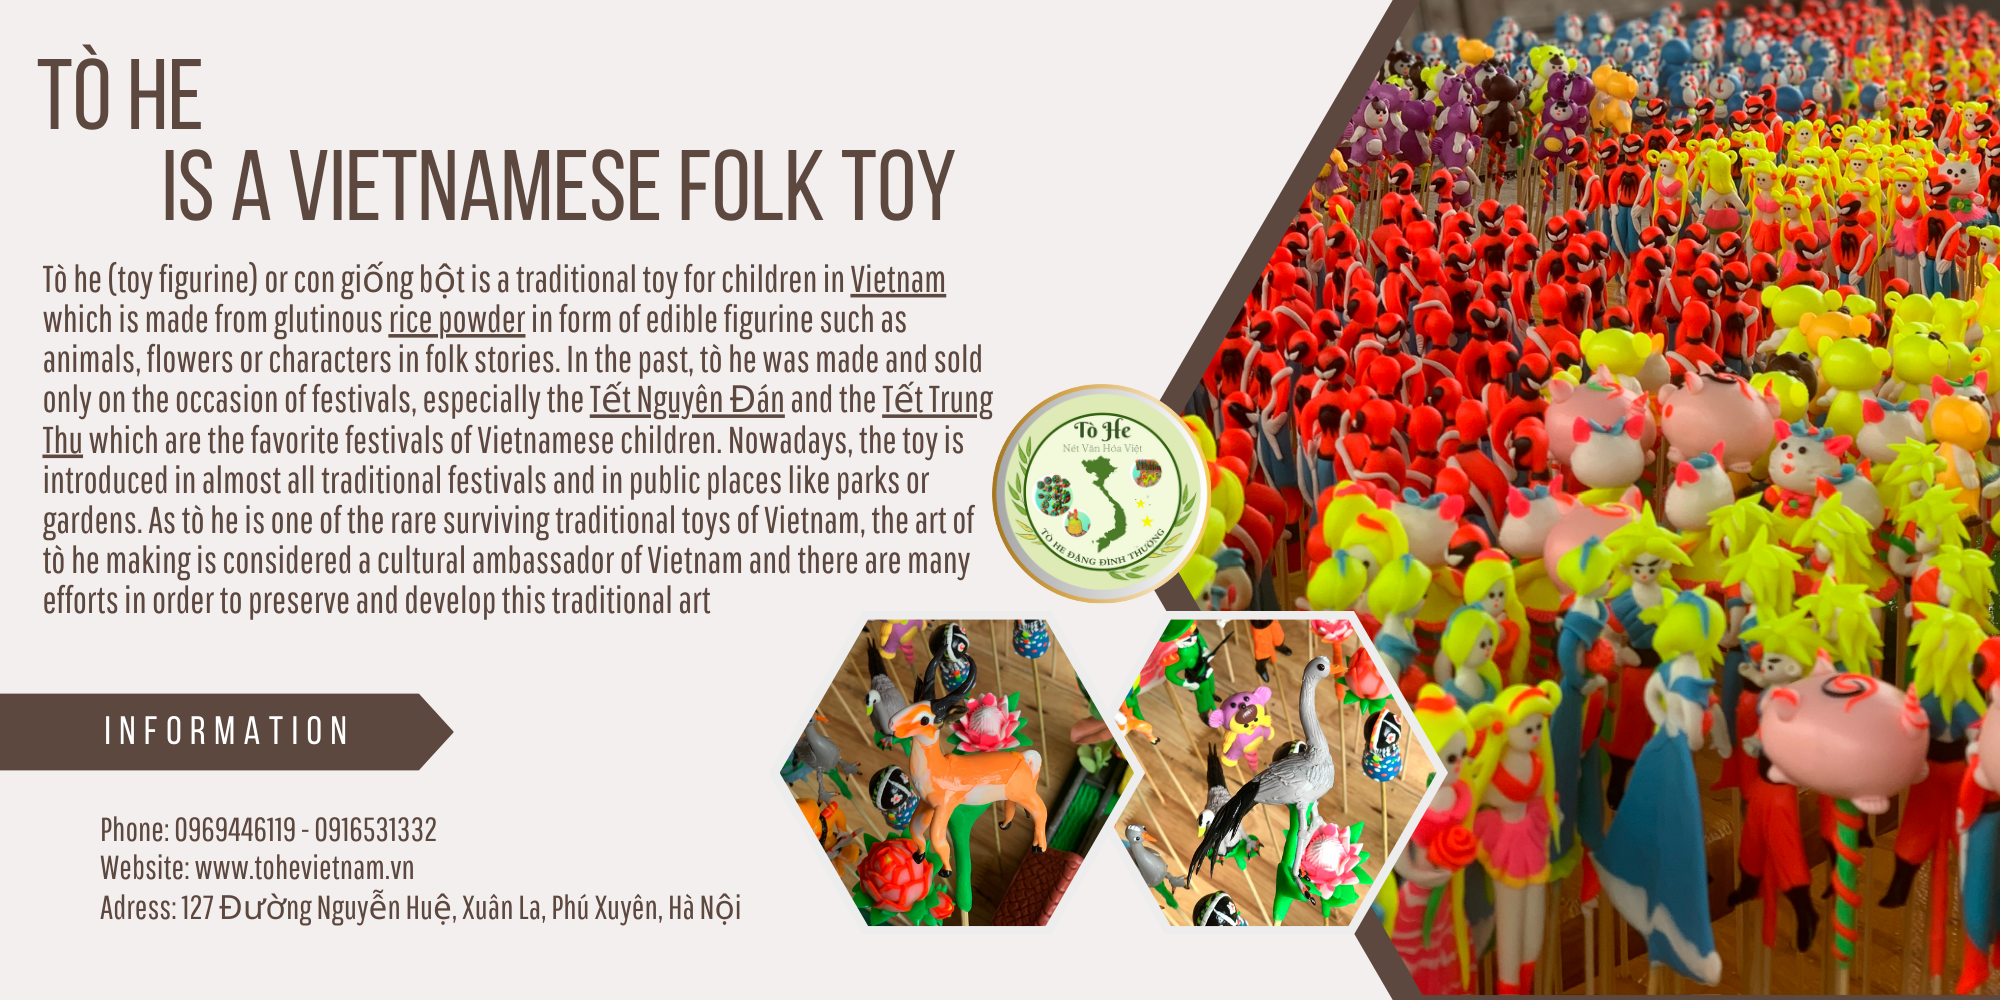 TÒ HE
IS A VIETNAMESE FOLK TOY
Tò he (toy figurine) or con giống bột is a traditional toy for children in Vietnam
which is made from glutinous rice powder in form of edible figurine such as
animals, flowers or characters in folk stories. In the past, tò he was made and sold
only on the occasion of festivals, especially the Tết Nguyên Đán and the Tết Trung
Thu which are the favorite festivals of Vietnamese children. Nowadays, the toy is
introduced in almost all traditional festivals and in public places like parks or
gardens. As tò he is one of the rare surviving traditional toys of Vietnam, the art of
tò he making is considered a cultural ambassador of Vietnam and there are many
efforts in order to preserve and develop this traditional art
Tò He
Nét Văn Hóa Việt
TÒ HE ĐẶNG ĐÌNH THƯỜNG
INFORMATION
Phone: 0969446119 - 0916531332
Website: www.tohevietnam.vn
Adress: 127 Đường Nguyễn Huệ, Xuân La, Phú Xuyên, Hà Nội